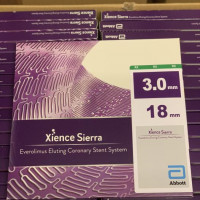 3.0 mm
18 mm
Xience Sierra
Everolimus Eluting Coronary Stent System
Xience Sierra
Abbott